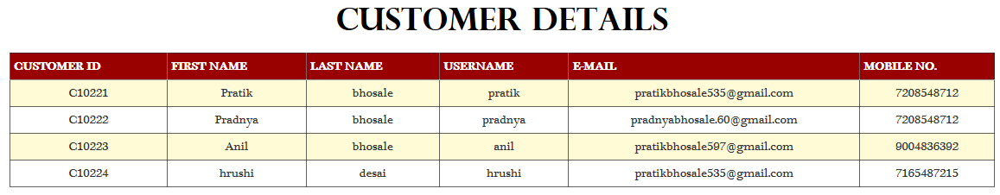 CUSTOMER DETAILS
CUSTOMER ID FIRST NAME LAST NAME USERNAME E-MAIL MOBILE NO.
C10221 Pratik bhosale pratik pratikbhosale535@gmail.com 7208548712
C10222 Pradnya bhosale pradnya pradnyabhosale.60@gmail.com 7208548712
C10223 Anil bhosale anil pratikbhosale597@gmail.com 9004836392
C10224 hrushi desai hrushi pratikbhosale535@gmail.com 7165487215